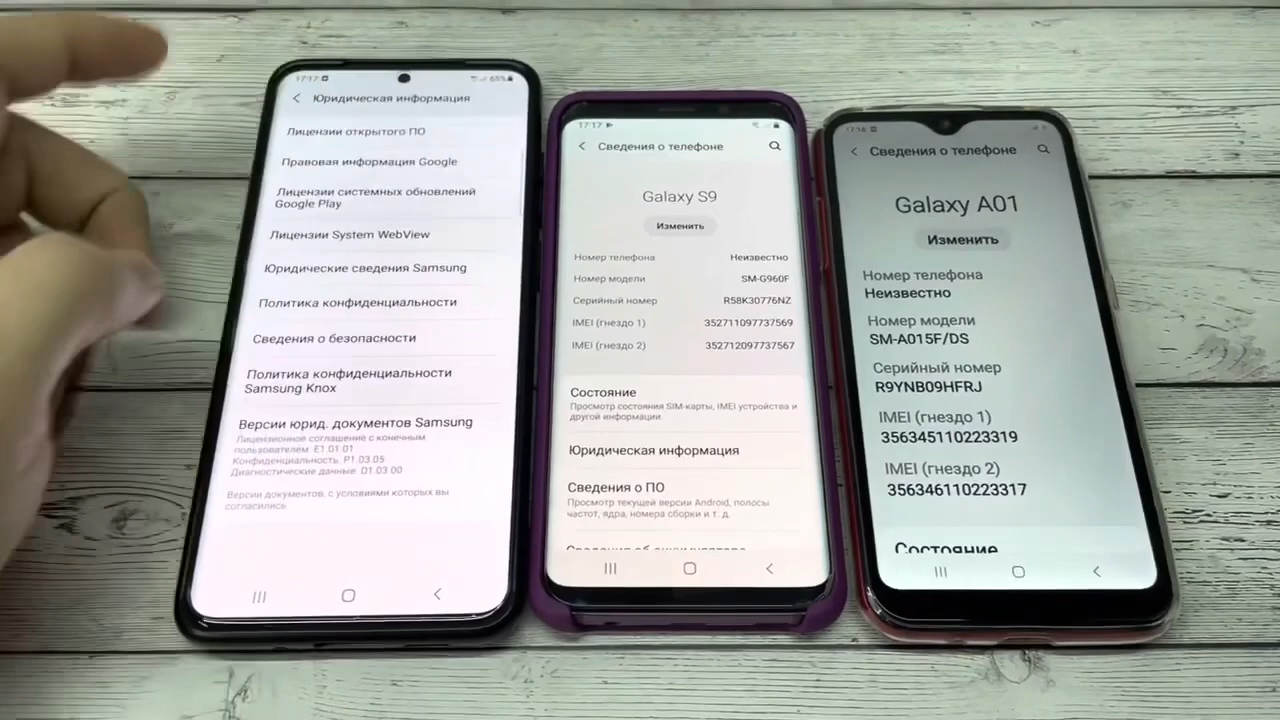 17:17
65%
Юридическая информация
Лицензии открытого ПО
Правовая информация Google
Лицензии системных обновлений
Google Play
Лицензии System WebView
Юридические сведения Samsung
Политика конфиденциальности
Сведения о безопасности
Политика конфиденциальности
Samsung Knox
Версии юрид. документов Samsung
Лицензионное соглашение с конечным
пользователем: E1.01.01
Конфиденциальность: P1.03.05
Диагностические данные: D1.03.00
Версии документов, с условиями которых вы
согласились
17:17
Сведения о телефоне
Galaxy S9
Изменить
Номер телефона Неизвестно
Номер модели SM-G960F
Серийный номер R58K30776NZ
IMEI (гнездо 1) 352711097737569
IMEI (гнездо 2) 352712097737567
Состояние
Просмотр состояния SIM-карты, IMEI устройства и
другой информации.
Юридическая информация
Сведения о ПО
Просмотр текущей версии Android, полосы
частот, ядра, номера сборки и т. д.
Сведения об аккумуляторе
17:16
Сведения о телефоне
Galaxy A01
Изменить
Номер телефона
Неизвестно
Номер модели
SM-A015F/DS
Серийный номер
R9YNB09HFRJ
IMEI (гнездо 1)
356345110223319
IMEI (гнездо 2)
356346110223317
Состояние